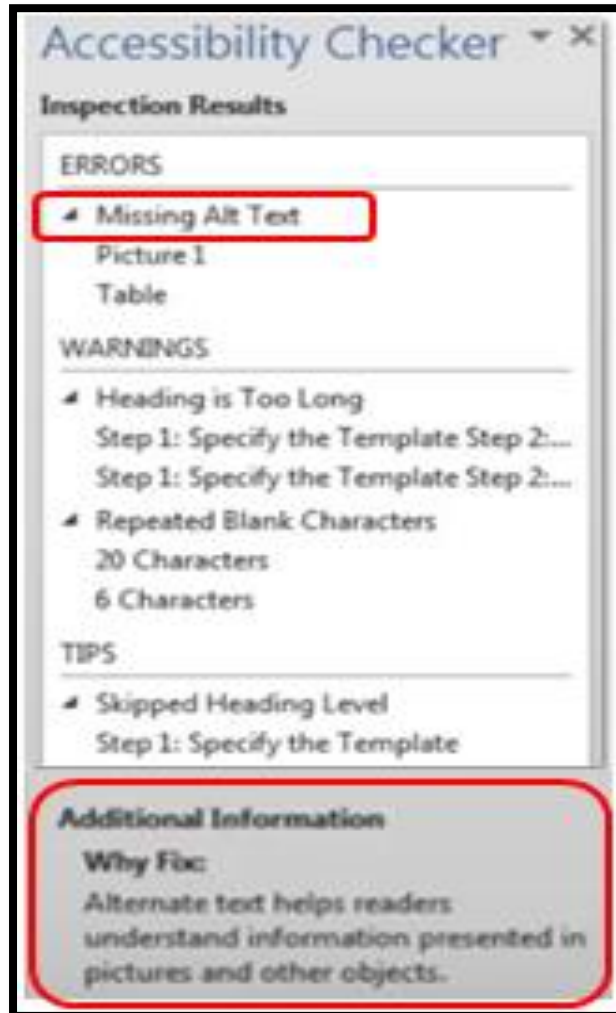 Accessibility Checker
Inspection Results
ERRORS
Missing Alt Text
Picture 1
Table
WARNINGS
Heading is Too Long
Step 1: Specify the Template Step 2:...
Step 1: Specify the Template Step 2:...
Repeated Blank Characters
20 Characters
6 Characters
TIPS
Skipped Heading Level
Step 1: Specify the Template
Additional Information
Why Fix:
Alternate text helps readers
understand information presented in
pictures and other objects.